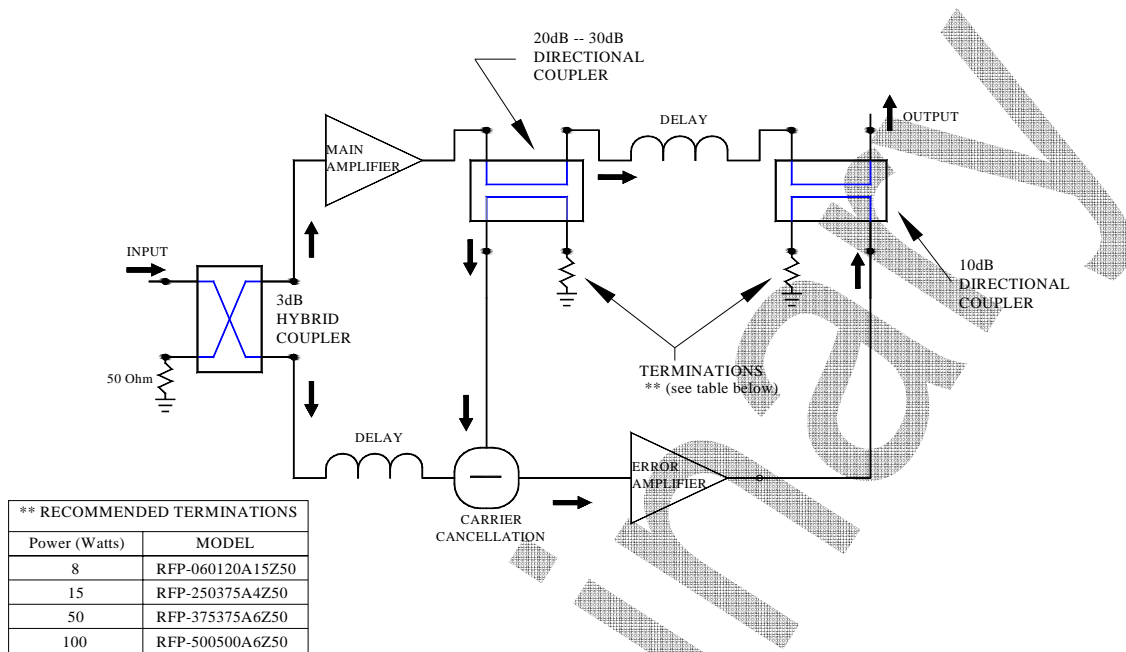 20dB -- 30dB
DIRECTIONAL
COUPLER
DELAY
OUTPUT
MAIN
AMPLIFIER
INPUT
3dB
HYBRID
COUPLER
10dB
DIRECTIONAL
COUPLER
50 Ohm
TERMINATIONS
** (see table below)
DELAY
ERROR
AMPLIFIER
CARRIER
CANCELLATION
** RECOMMENDED TERMINATIONS
Power (Watts) MODEL
8 RFP-060120A15Z50
15 RFP-250375A4Z50
50 RFP-375375A6Z50
100 RFP-500500A6Z50
inary